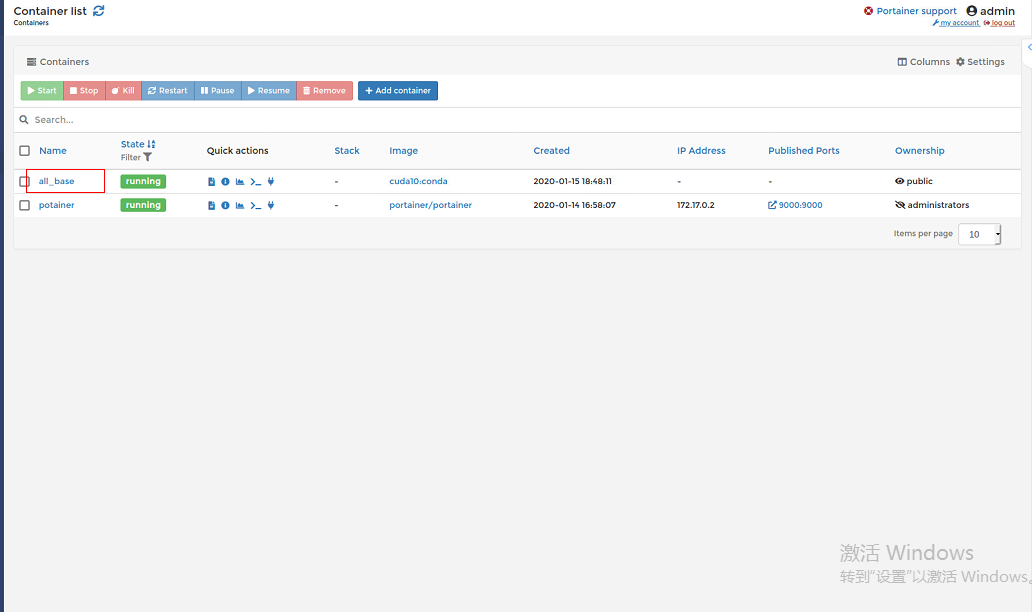 Container list
Containers
Portainer support admin
my account log out
Containers
Columns Settings
Start Stop Kill Restart Pause Resume Remove + Add container
Search...
Name State Filter Quick actions Stack Image Created IP Address Published Ports Ownership
all_base running - cuda10:conda 2020-01-15 18:48:11 - - public
potainer running - portainer/portainer 2020-01-14 16:58:07 172.17.0.2 9000:9000 administrators
Items per page 10
激活 Windows
转到"设置"以激活 Windows。